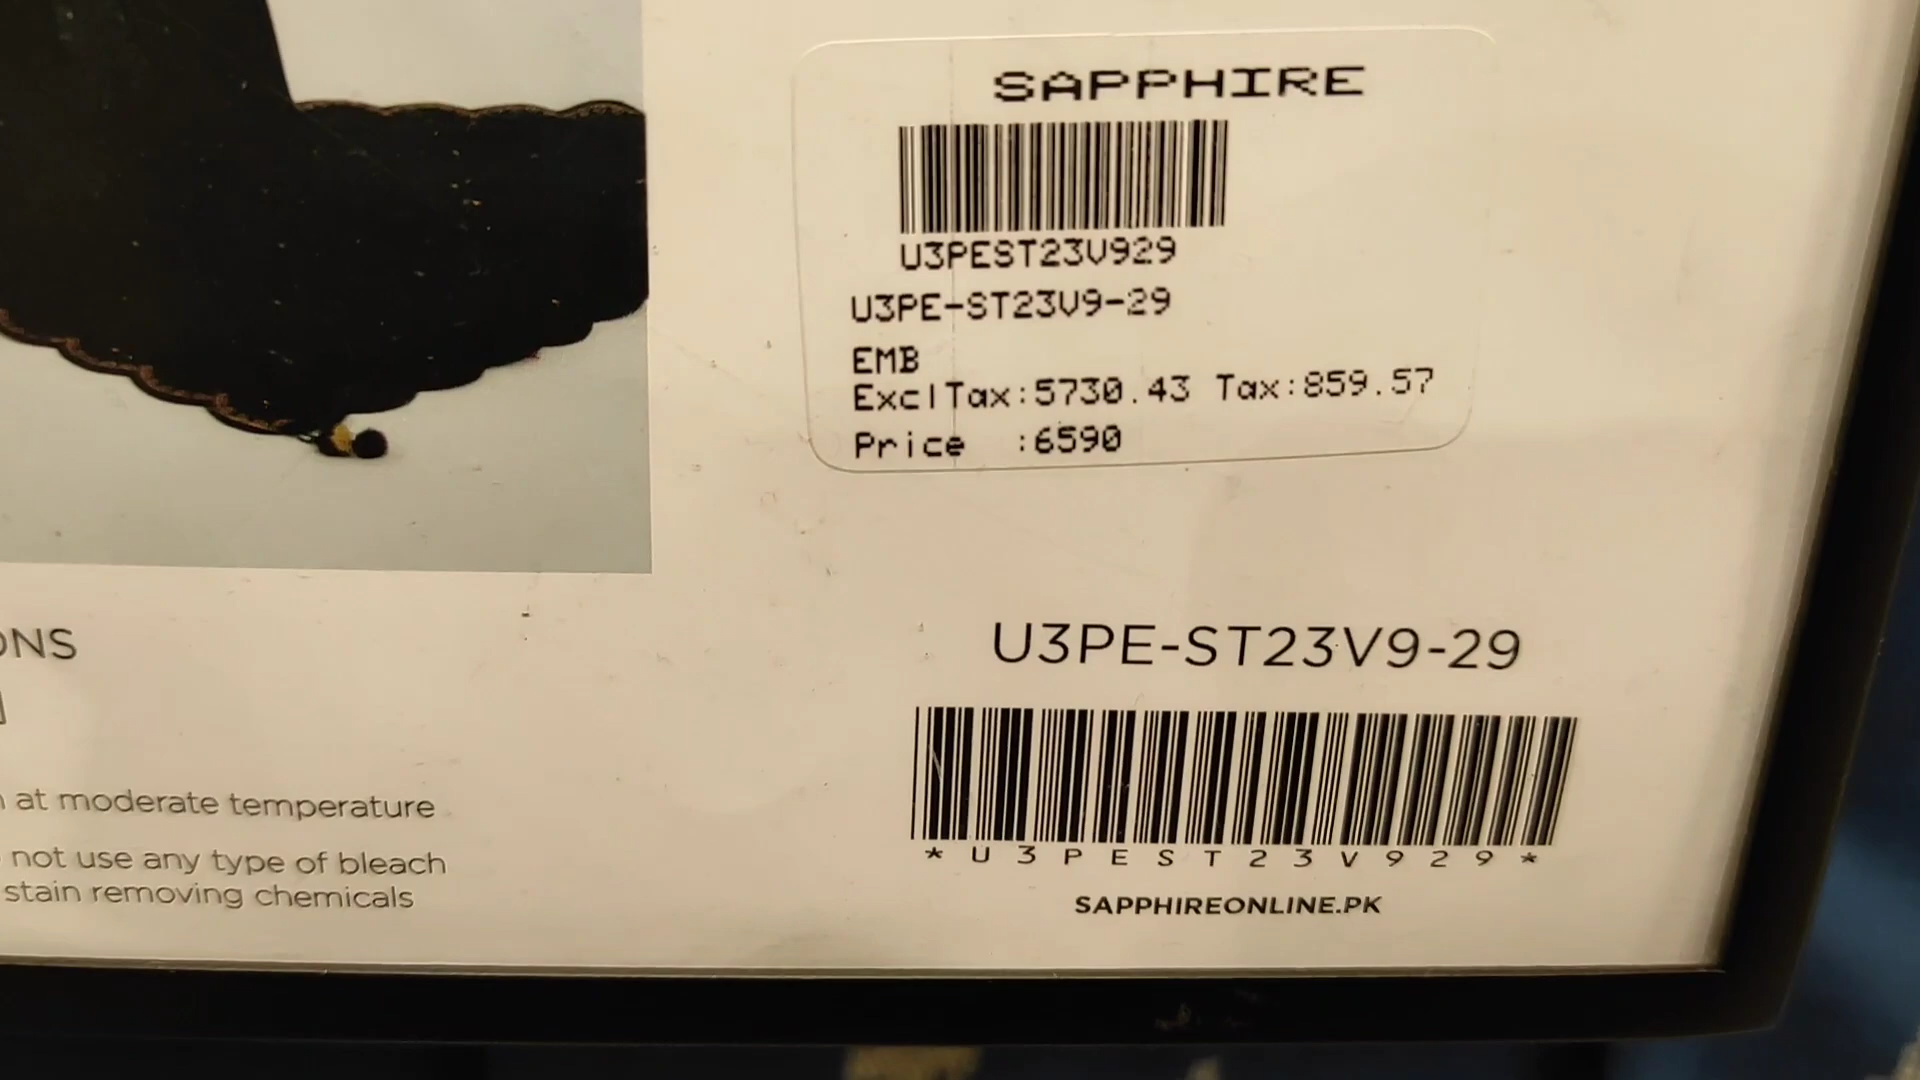 SAPPHIRE
U3PEST23V929
U3PE-ST23V9-29
EMB
ExclTax:5730.43 Tax:859.57
Price :6590
U3PE-ST23V9-29
*U3PEST23V929*
SAPPHIREONLINE.PK
at moderate temperature
not use any type of bleach
stain removing chemicals